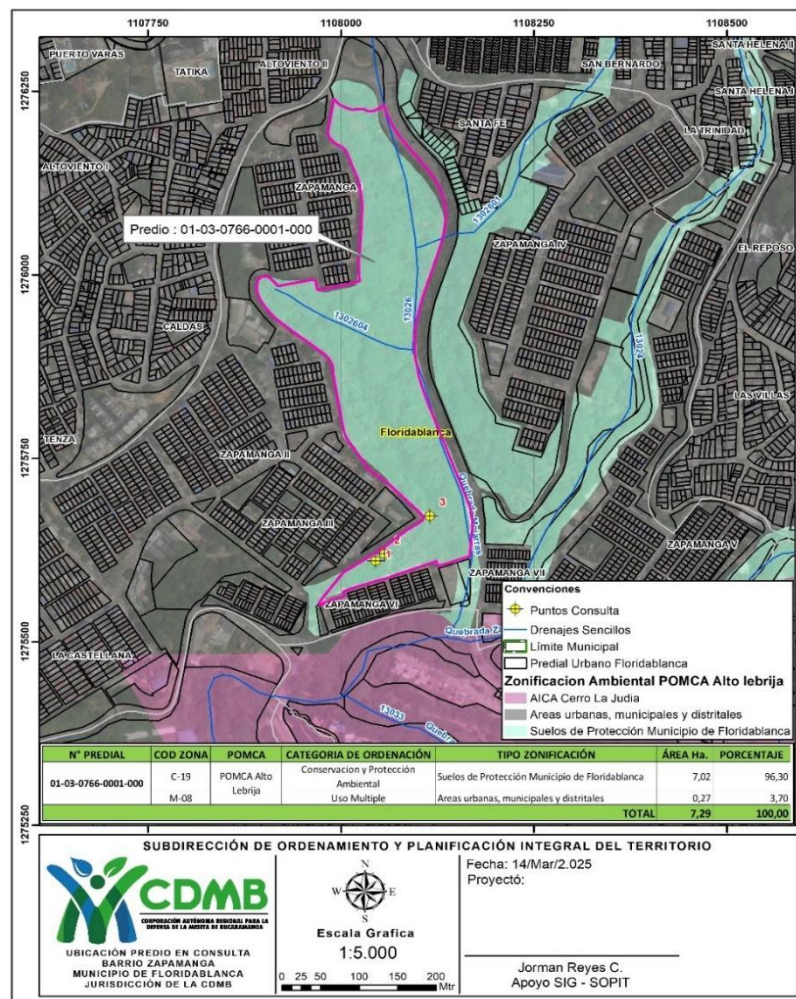 1107750 1108000 1108250 1108500
1276250
1276000
1275750
1275500
1275250
PUERTO VARAS
TATIKA
ALTOVIENTO II
SAN BERNARDO
SANTA HELENA II
SANTA HELENA I
SANTA FE
LA TRINIDAD
ALTOVIENTO I
ZAPAMANGA I
Predio : 01-03-0766-0001-000
1302601
ZAPAMANGA IV
EL REPOSO
13026
1302604
CALDAS
13024
LAS VILLAS
Floridablanca
TENZA
ZAPAMANGA II
ZAPAMANGA III
3
2
1
ZAPAMANGA V
ZAPAMANGA VII
ZAPAMANGA VI
LA CASTELLANA
13033
Convenciones
Puntos Consulta
Drenajes Sencillos
Límite Municipal
Predial Urbano Floridablanca
Zonificacion Ambiental POMCA Alto lebrija
AICA Cerro La Judia
Areas urbanas, municipales y distritales
Suelos de Protección Municipio de Floridablanca
N° PREDIAL COD ZONA POMCA CATEGORIA DE ORDENACIÓN TIPO ZONIFICACIÓN ÁREA Ha. PORCENTAJE
01-03-0766-0001-000 C-19 POMCA Alto Lebrija Conservacion y Protección Ambiental Suelos de Protección Municipio de Floridablanca 7,02 96,30
M-08 Uso Multiple Areas urbanas, municipales y distritales 0,27 3,70
TOTAL 7,29 100,00
SUBDIRECCIÓN DE ORDENAMIENTO Y PLANIFICACIÓN INTEGRAL DEL TERRITORIO
CDMB
CORPORACIÓN AUTÓNOMA REGIONAL PARA LA
DEFENSA DE LA MESETA DE BUCARAMANGA
UBICACIÓN PREDIO EN CONSULTA
BARRIO ZAPAMANGA
MUNICIPIO DE FLORIDABLANCA
JURISDICCIÓN DE LA CDMB
N
W E
S
Escala Grafica
1:5.000
0 25 50 100 150 200
Mtr
Fecha: 14/Mar/2.025
Proyectó:
Jorman Reyes C.
Apoyo SIG - SOPIT